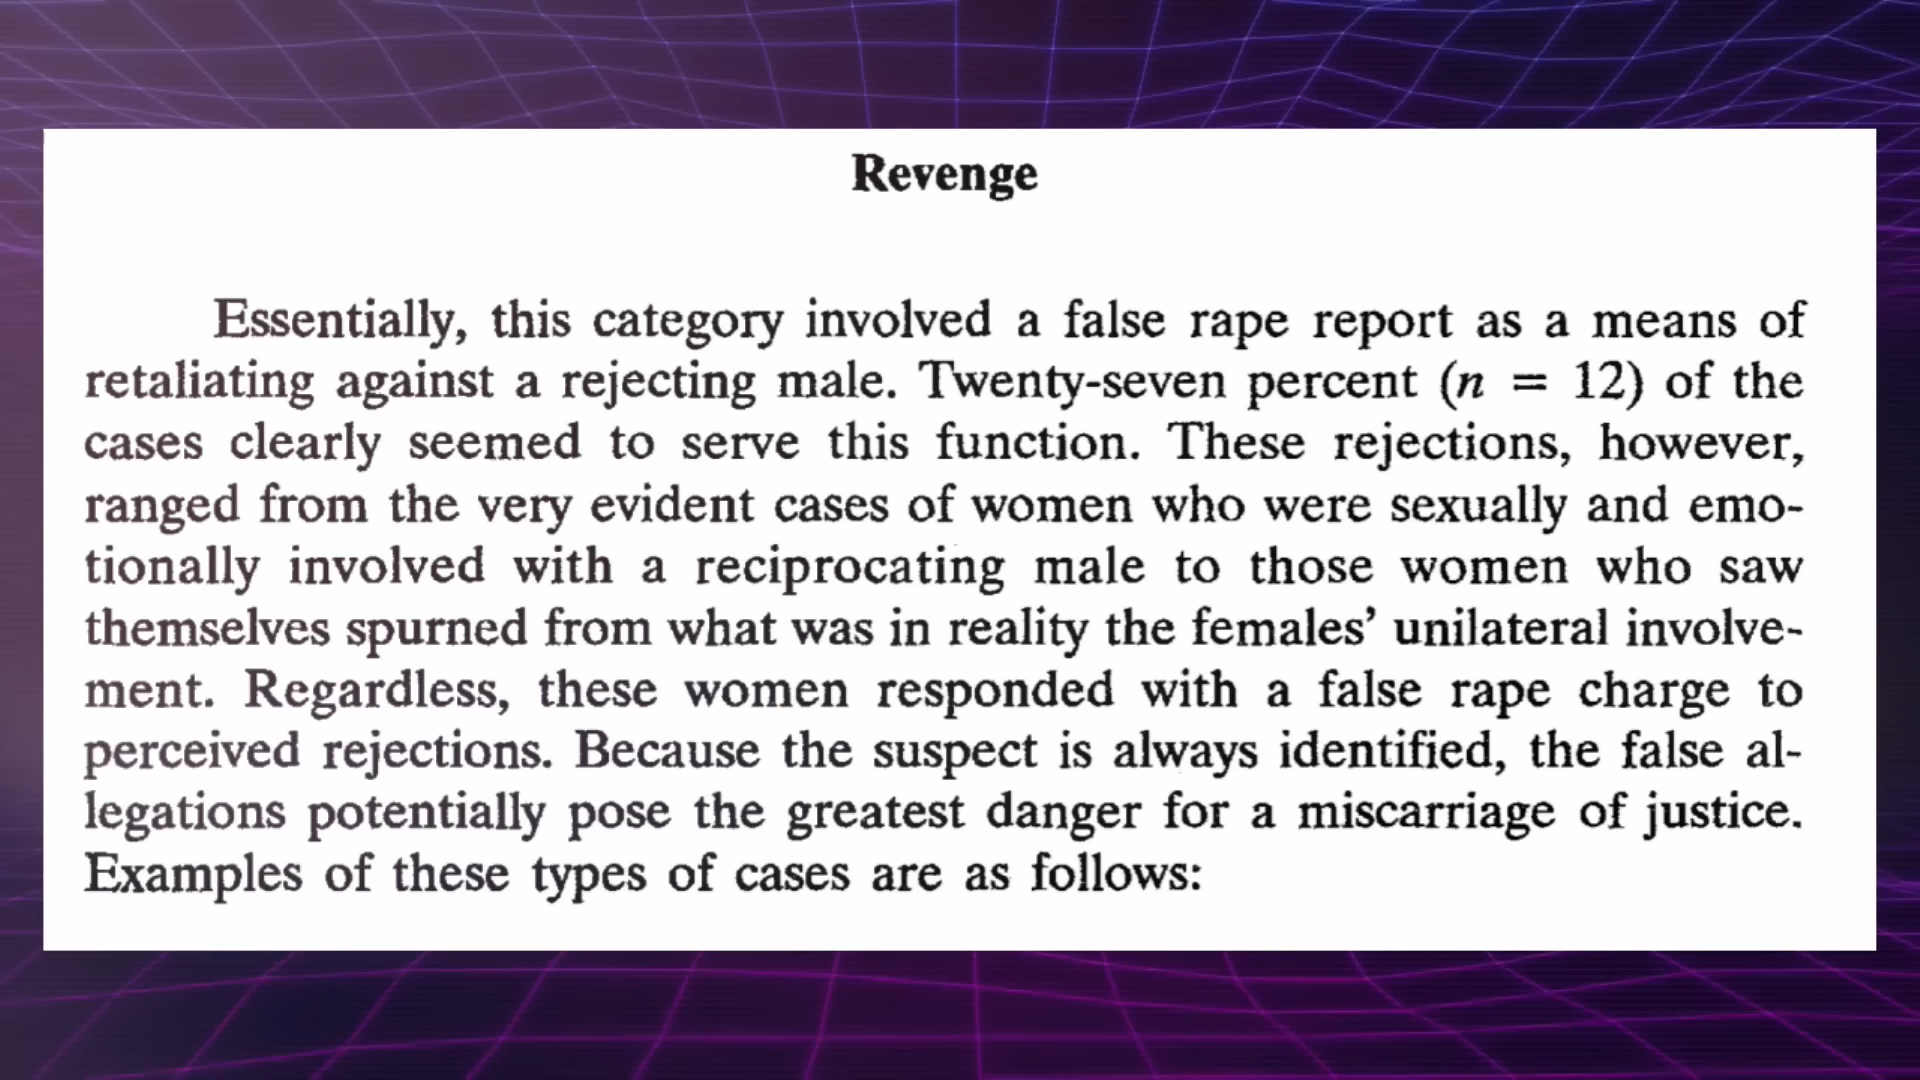 Revenge
Essentially, this category involved a false rape report as a means of
retaliating against a rejecting male. Twenty-seven percent (n = 12) of the
cases clearly seemed to serve this function. These rejections, however,
ranged from the very evident cases of women who were sexually and emo-
tionally involved with a reciprocating male to those women who saw
themselves spurned from what was in reality the females' unilateral involve-
ment. Regardless, these women responded with a false rape charge to
perceived rejections. Because the suspect is always identified, the false al-
legations potentially pose the greatest danger for a miscarriage of justice.
Examples of these types of cases are as follows: